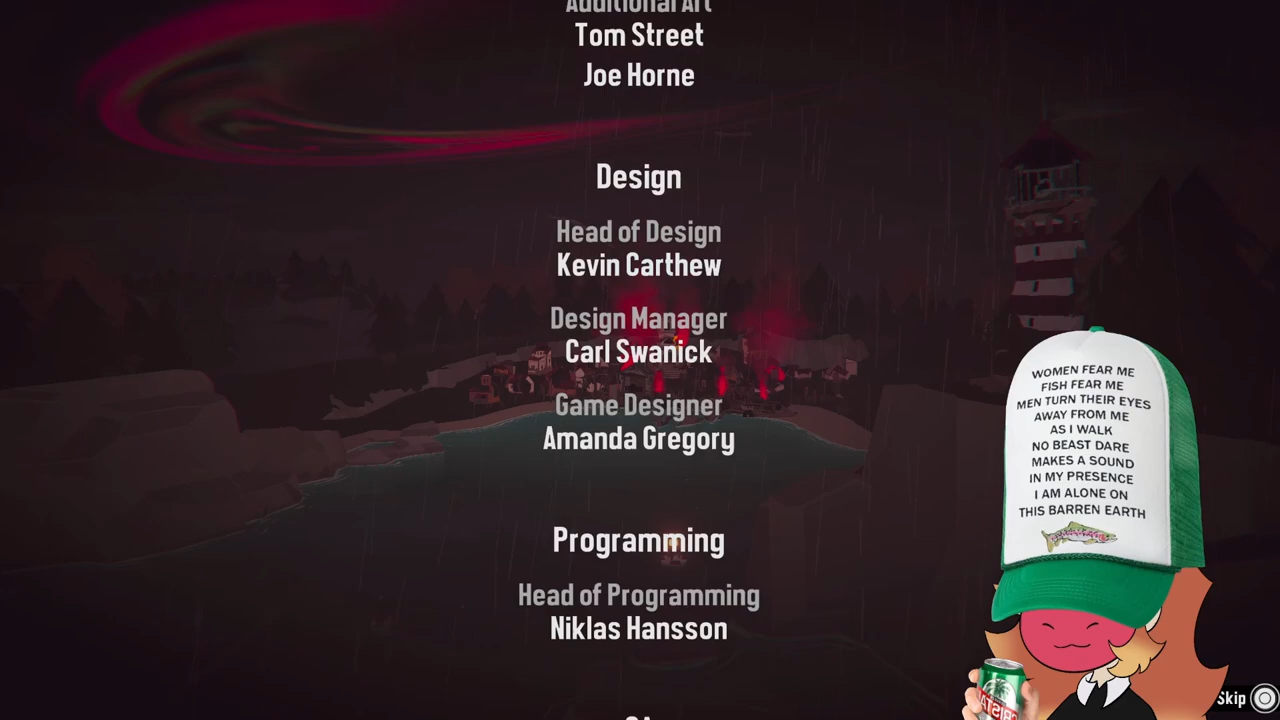 Additional Art
Tom Street
Joe Horne
Design
Head of Design
Kevin Carthew
Design Manager
Carl Swanick
Game Designer
Amanda Gregory
Programming
Head of Programming
Niklas Hansson
WOMEN FEAR ME
FISH FEAR ME
MEN TURN THEIR EYES
AWAY FROM ME
AS I WALK
NO BEAST DARE
MAKES A SOUND
IN MY PRESENCE
I AM ALONE ON
THIS BARREN EARTH
Skip